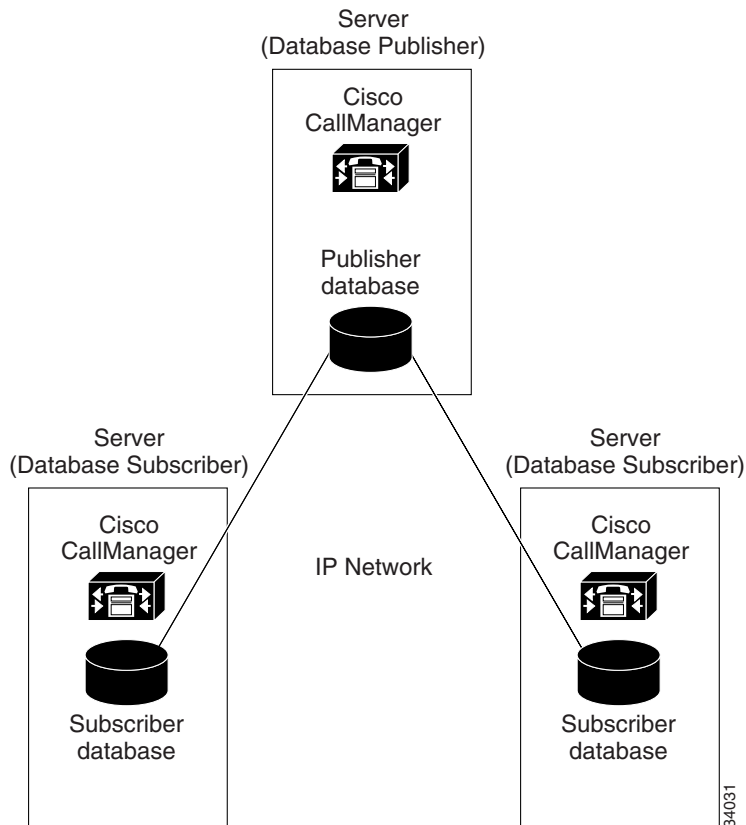 Server
(Database Publisher)
Cisco
CallManager
Publisher
database
Server
(Database Subscriber)
Cisco
CallManager
Subscriber
database
IP Network
Server
(Database Subscriber)
Cisco
CallManager
Subscriber
database
34031